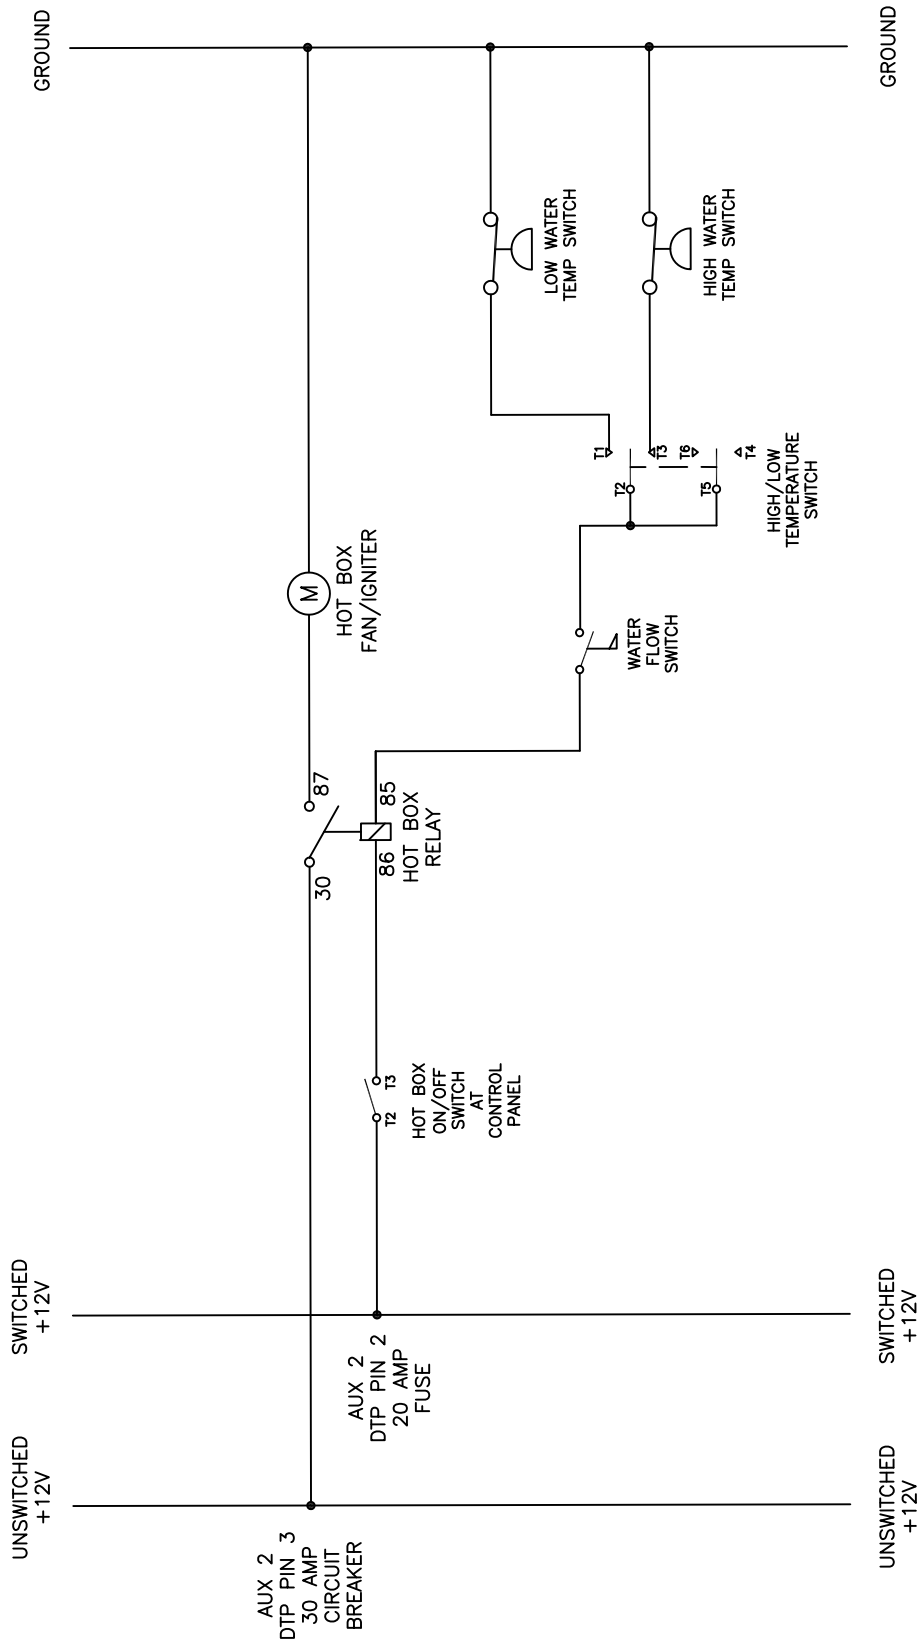 UNSWITCHED
+12V
SWITCHED
+12V
GROUND
AUX 2
DTP PIN 3
30 AMP
CIRCUIT
BREAKER
30
87
M
HOT BOX
FAN/IGNITER
AUX 2
DTP PIN 2
20 AMP
FUSE
T2
T3
HOT BOX
ON/OFF
SWITCH
AT
CONTROL
PANEL
86
85
HOT BOX
RELAY
LOW WATER
TEMP SWITCH
WATER
FLOW
SWITCH
T1
T2
T3
T6
T5
T4
HIGH/LOW
TEMPERATURE
SWITCH
HIGH WATER
TEMP SWITCH
UNSWITCHED
+12V
SWITCHED
+12V
GROUND